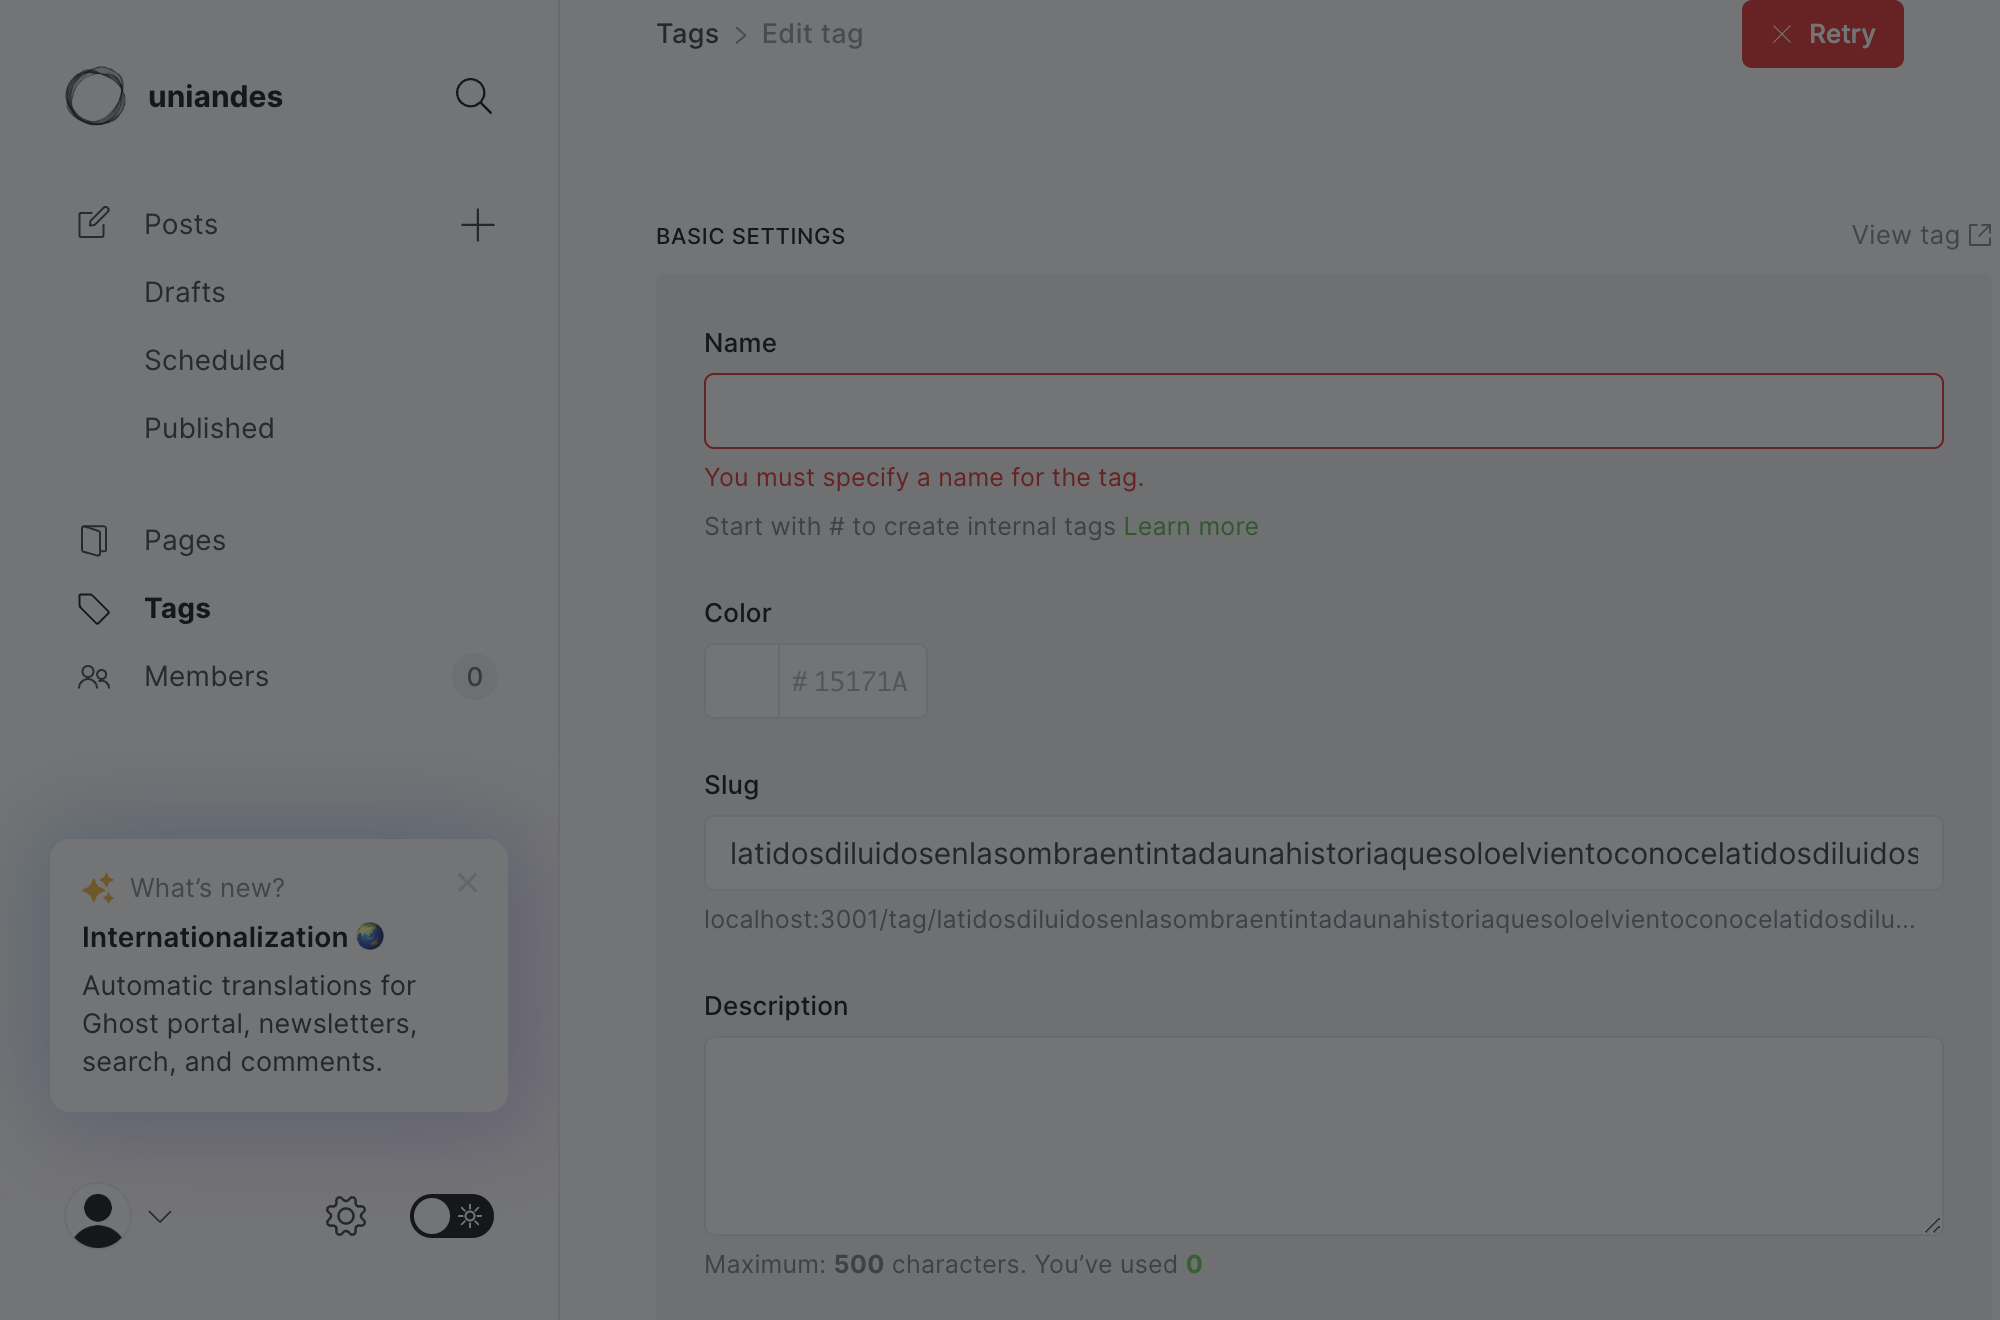 uniandes
Posts
Drafts
Scheduled
Published
Pages
Tags
Members
0
What's new?
Internationalization
Automatic translations for
Ghost portal, newsletters,
search, and comments.
Tags > Edit tag
Retry
BASIC SETTINGS
View tag
Name
You must specify a name for the tag.
Start with # to create internal tags Learn more
Color
# 15171A
Slug
latidosdiluidosenlasombraentintadaunahistoriaquesoloelvientoconocelatidosdiluidos
localhost:3001/tag/latidosdiluidosenlasombraentintadaunahistoriaquesoloelvientoconocelatidosdilu...
Description
Maximum: 500 characters. You've used 0